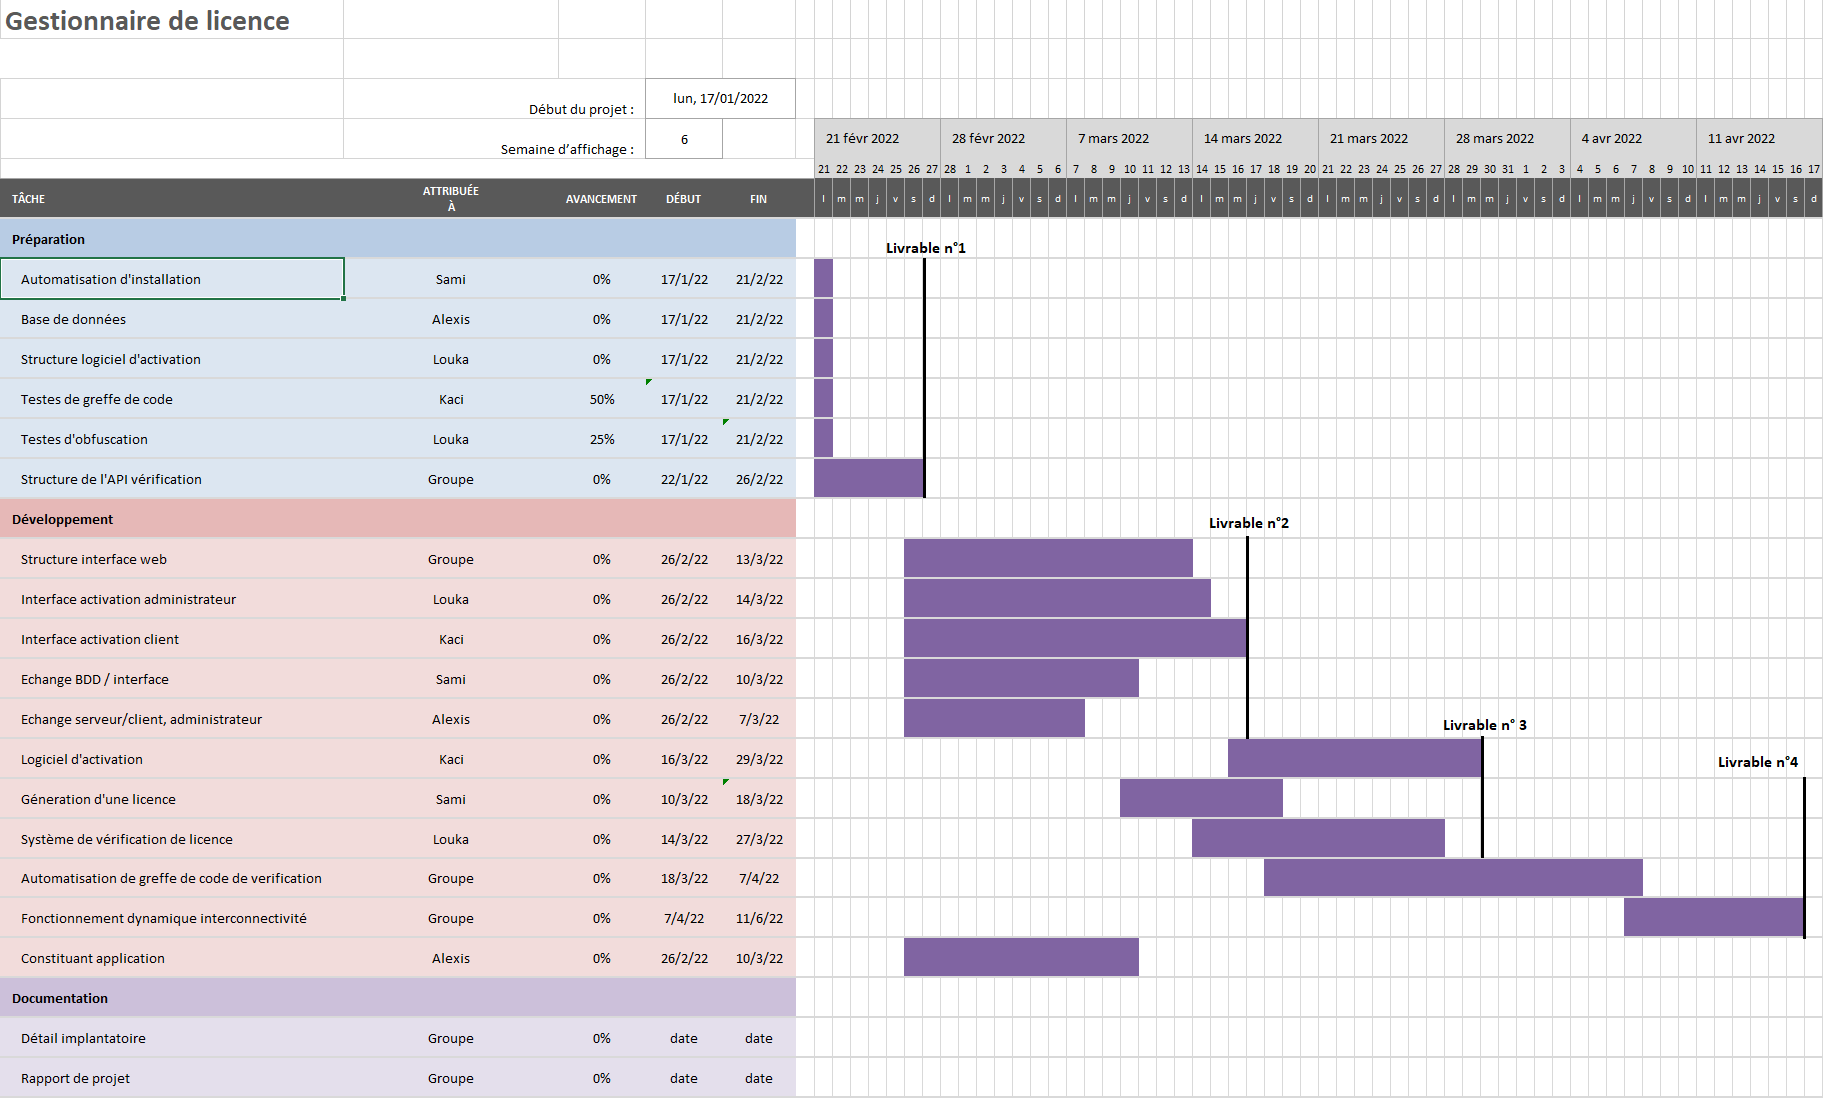 Gestionnaire de licence
Début du projet : lun, 17/01/2022
Semaine d'affichage : 6
21 févr 2022 28 févr 2022 7 mars 2022 14 mars 2022 21 mars 2022 28 mars 2022 4 avr 2022 11 avr 2022
21 22 23 24 25 26 27 28 1 2 3 4 5 6 7 8 9 10 11 12 13 14 15 16 17 18 19 20 21 22 23 24 25 26 27 28 29 30 31 1 2 3 4 5 6 7 8 9 10 11 12 13 14 15 16 17
TÂCHE ATTRIBUÉE À AVANCEMENT DÉBUT FIN l m m j v s d l m m j v s d l m m j v s d l m m j v s d l m m j v s d l m m j v s d l m m j v s d l m m j v s d
Préparation
Livrable n°1
Automatisation d'installation Sami 0% 17/1/22 21/2/22
Base de données Alexis 0% 17/1/22 21/2/22
Structure logiciel d'activation Louka 0% 17/1/22 21/2/22
Testes de greffe de code Kaci 50% 17/1/22 21/2/22
Testes d'obfuscation Louka 25% 17/1/22 21/2/22
Structure de l'API vérification Groupe 0% 22/1/22 26/2/22
Développement
Livrable n°2
Structure interface web Groupe 0% 26/2/22 13/3/22
Interface activation administrateur Louka 0% 26/2/22 14/3/22
Interface activation client Kaci 0% 26/2/22 16/3/22
Echange BDD / interface Sami 0% 26/2/22 10/3/22
Echange serveur/client, administrateur Alexis 0% 26/2/22 7/3/22
Livrable n° 3
Logiciel d'activation Kaci 0% 16/3/22 29/3/22
Livrable n°4
Géneration d'une licence Sami 0% 10/3/22 18/3/22
Système de vérification de licence Louka 0% 14/3/22 27/3/22
Automatisation de greffe de code de verification Groupe 0% 18/3/22 7/4/22
Fonctionnement dynamique interconnectivité Groupe 0% 7/4/22 11/6/22
Constituant application Alexis 0% 26/2/22 10/3/22
Documentation
Détail implantatoire Groupe 0% date date
Rapport de projet Groupe 0% date date